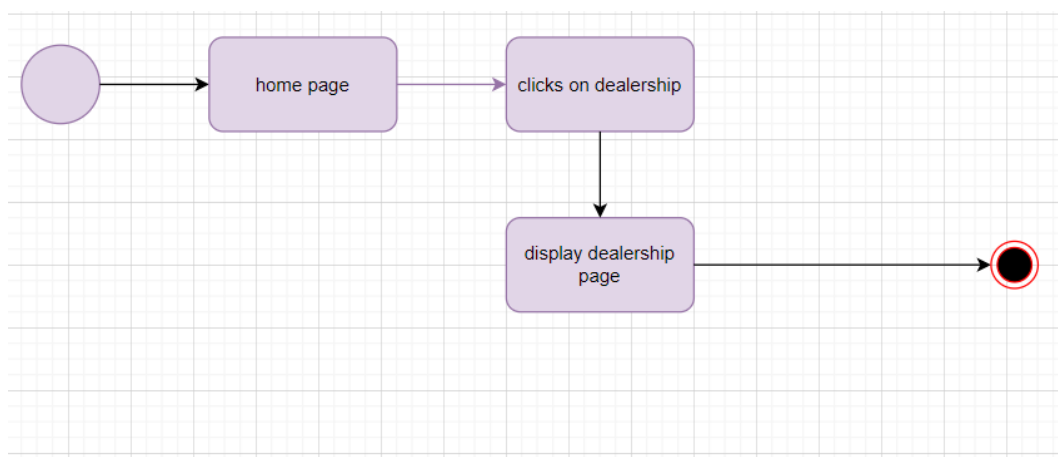 home page
clicks on dealership
display dealership
page